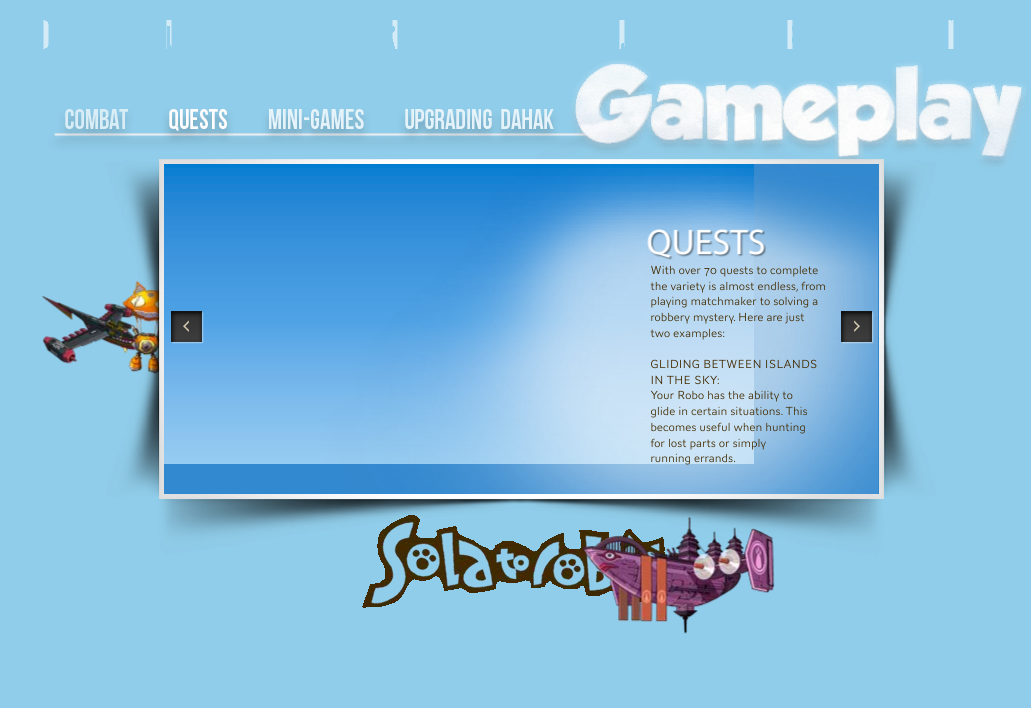 Gameplay
COMBAT QUESTS MINI-GAMES UPGRADING DAHAK
QUESTS
With over 70 quests to complete
the variety is almost endless, from
playing matchmaker to solving a
robbery mystery. Here are just
two examples:
GLIDING BETWEEN ISLANDS
IN THE SKY:
Your Robo has the ability to
glide in certain situations. This
becomes useful when hunting
for lost parts or simply
running errands.
Solatorob